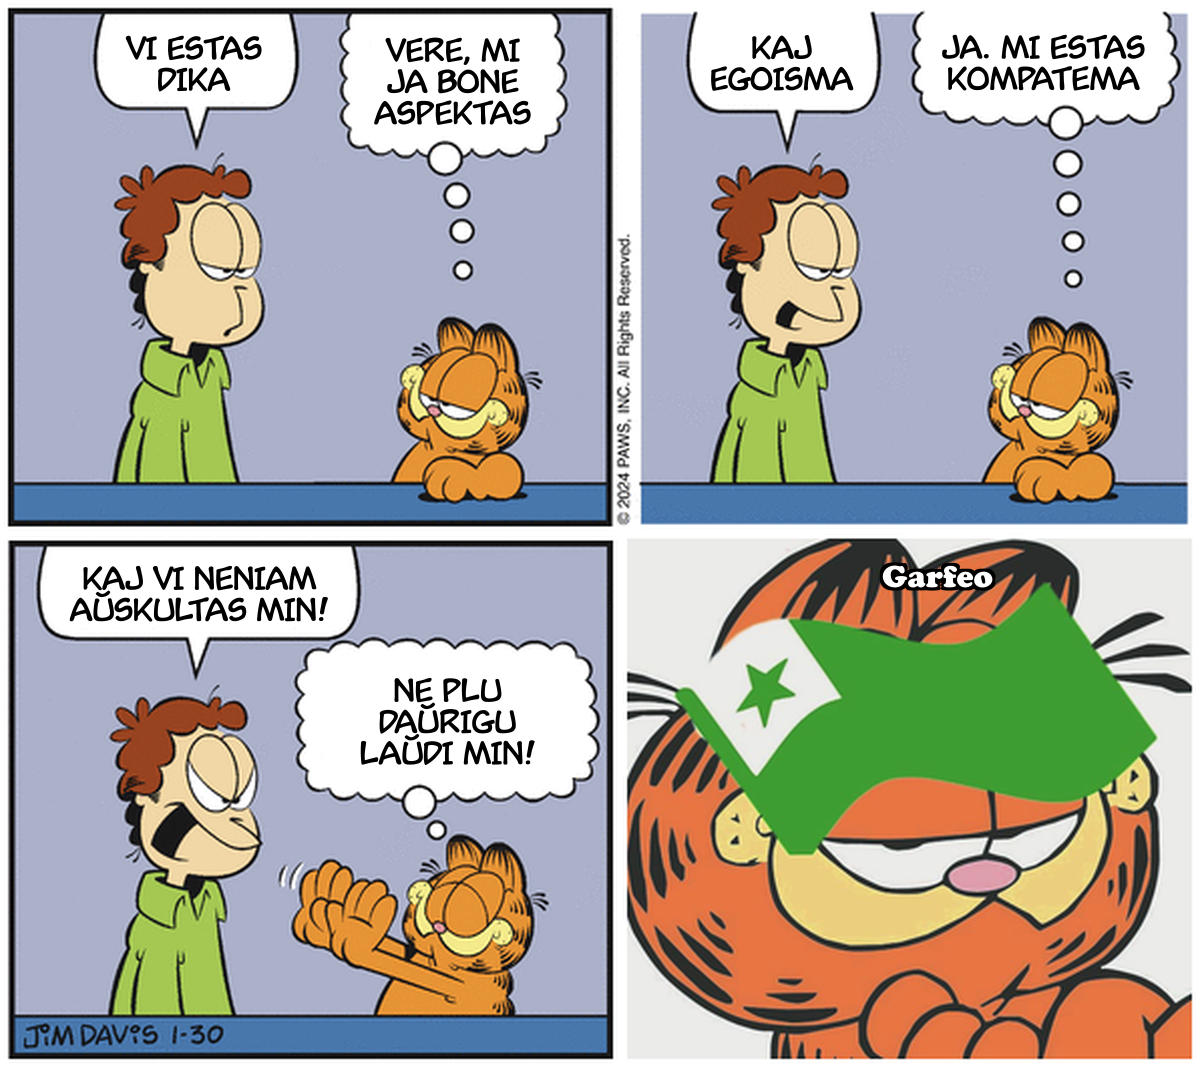 VI ESTAS
DIKA
VERE, MI
JA BONE
ASPEKTAS
© 2024 PAWS, INC. All Rights Reserved.
KAJ
EGOISMA
JA. MI ESTAS
KOMPATEMA
KAJ VI NENIAM
AŬSKULTAS MIN!
NE PLU
DAŬRIGU
LAŬDI MIN!
JiM DAViS 1-30
Garfeo